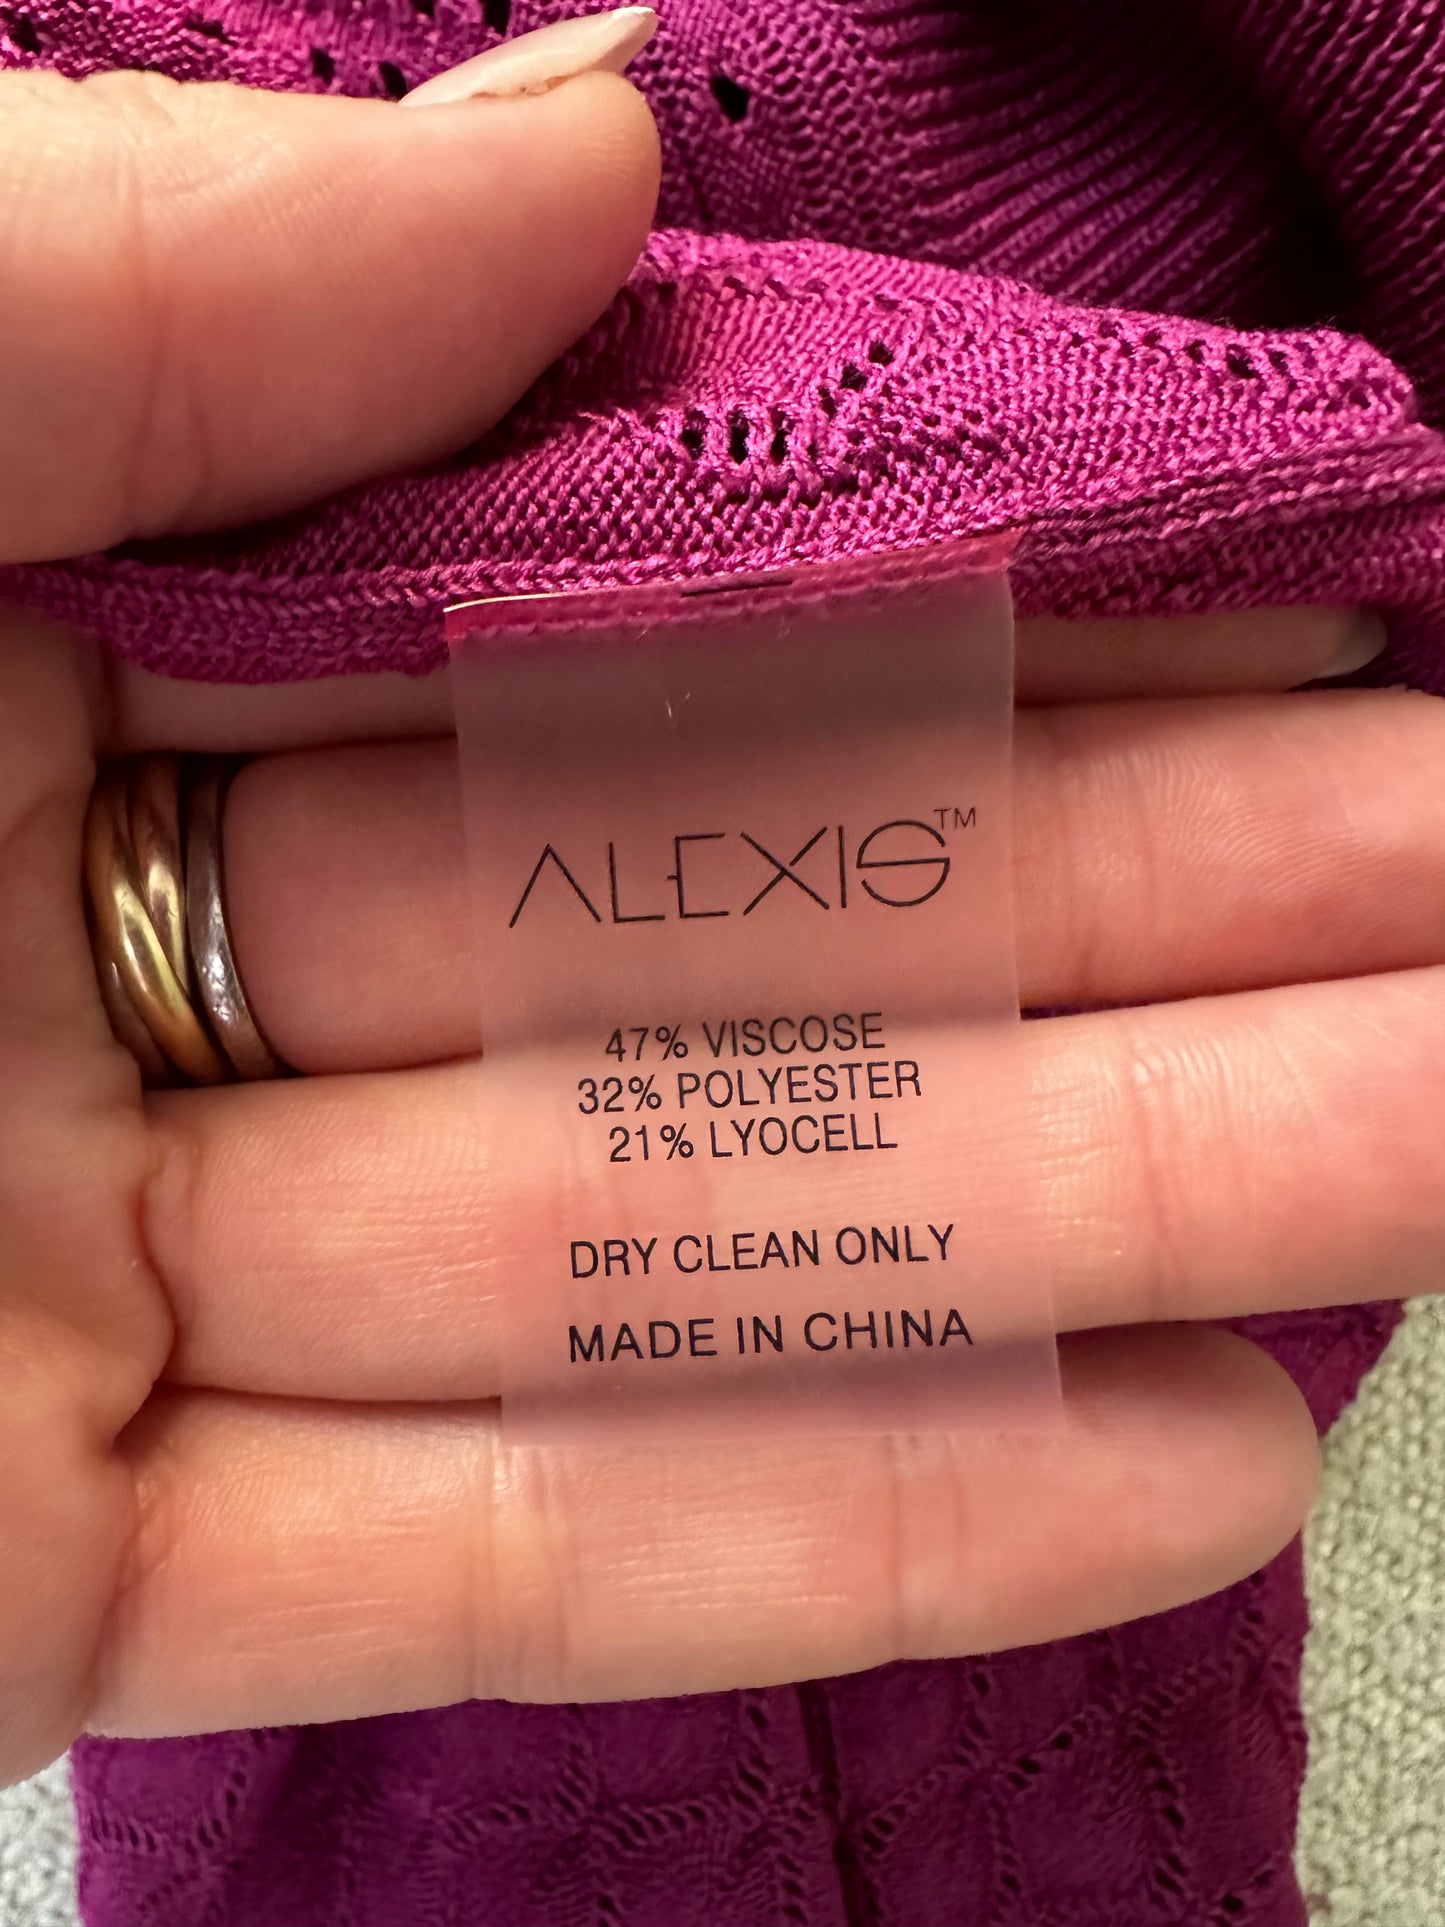 ALEXIS™
47% VISCOSE
32% POLYESTER
21% LYOCELL
DRY CLEAN ONLY
MADE IN CHINA